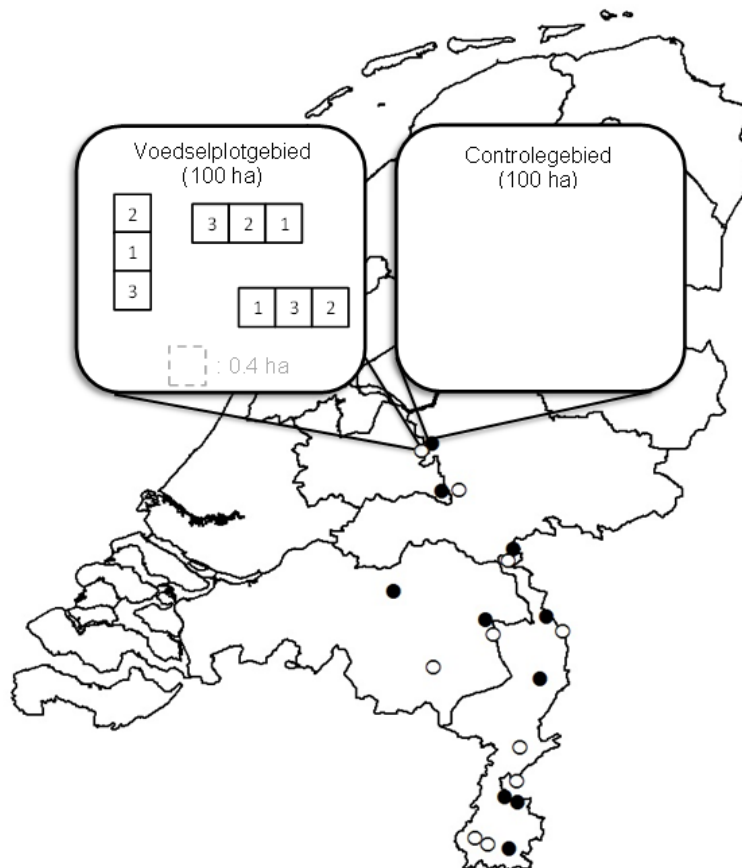 Voedselplotgebied
(100 ha)
2
1
3
3 2 1
1 3 2
: 0.4 ha
Controlegebied
(100 ha)